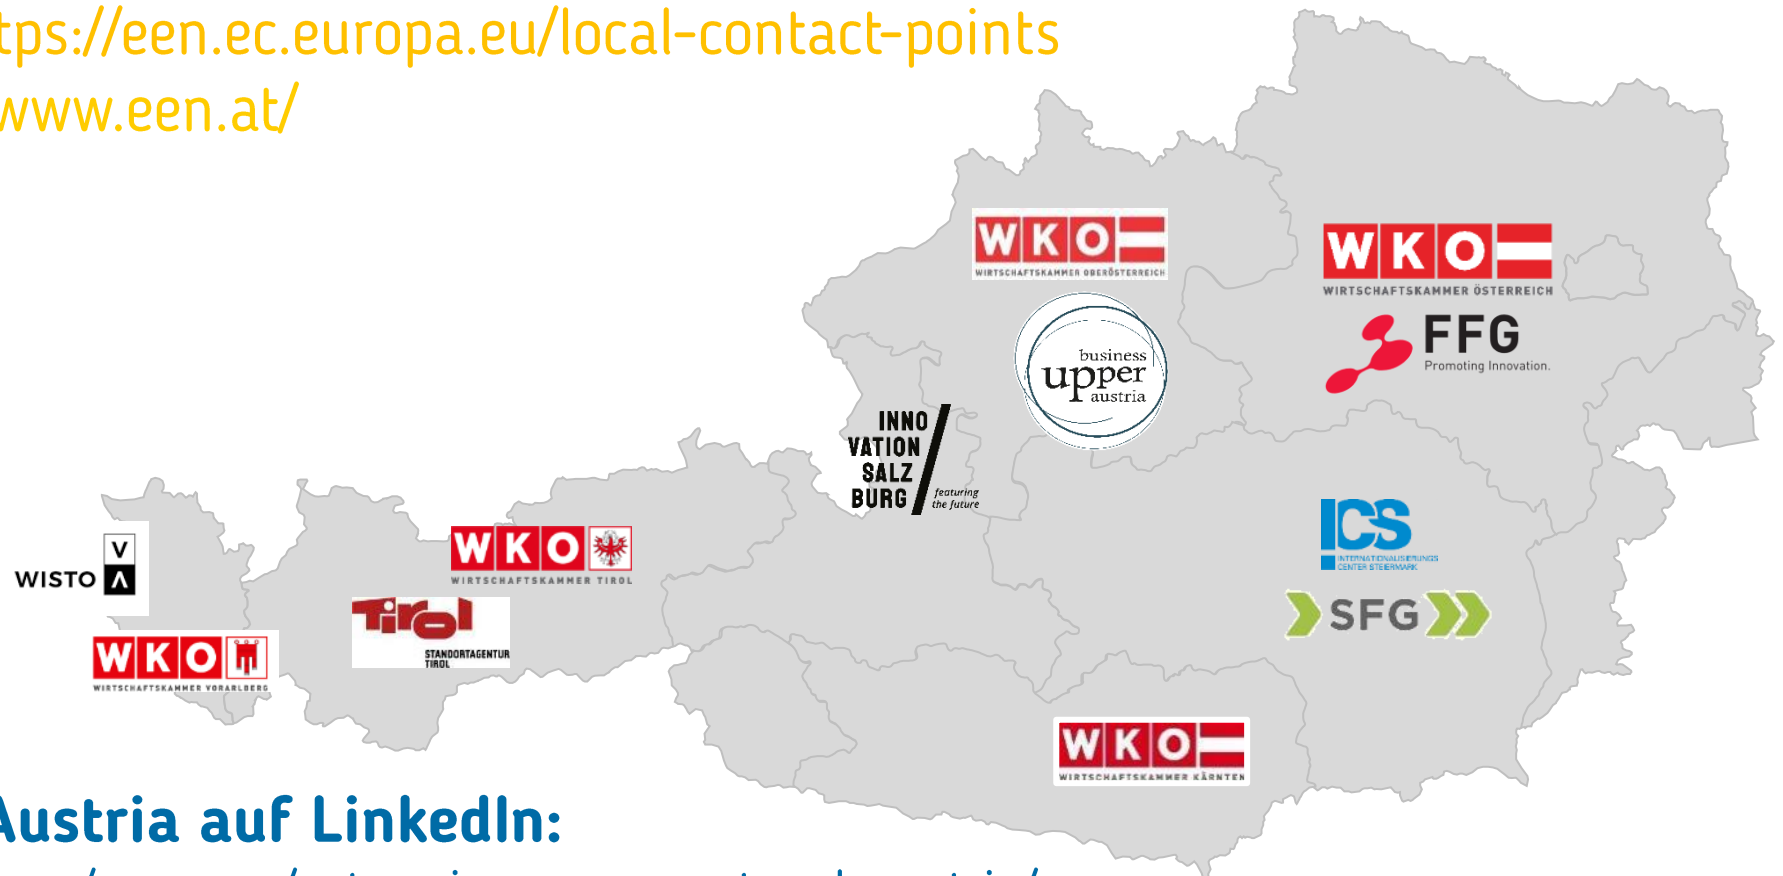 tps://een.ec.europa.eu/local-contact-points
www.een.at/
WKO
WIRTSCHAFTSKAMMER OBERÖSTERREICH
WKO
WIRTSCHAFTSKAMMER ÖSTERREICH
FFG
Promoting Innovation.
business
upper
austria
INNO
VATION
SALZ
BURG
featuring
the future
ICS
INTERNATIONALISIERUNGS
CENTER STEIERMARK
SFG
V
WISTO
Λ
WKO
WIRTSCHAFTSKAMMER TIROL
Tirol
STANDORTAGENTUR
TIROL
WKO
WIRTSCHAFTSKAMMER VORARLBERG
WKO
WIRTSCHAFTSKAMMER KÄRNTEN
Austria auf LinkedIn: